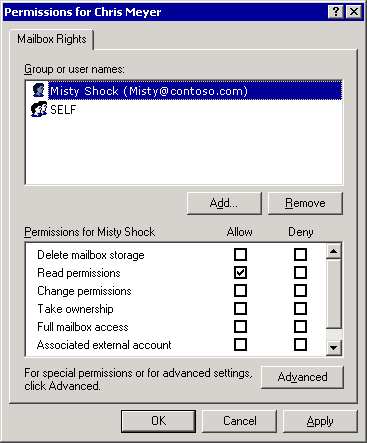 Permissions for Chris Meyer
Mailbox Rights
Group or user names:
Misty Shock (Misty@contoso.com)
SELF
Add... Remove
Permissions for Misty Shock Allow Deny
Delete mailbox storage
Read permissions
Change permissions
Take ownership
Full mailbox access
Associated external account
For special permissions or for advanced settings,
click Advanced.
Advanced
OK Cancel Apply